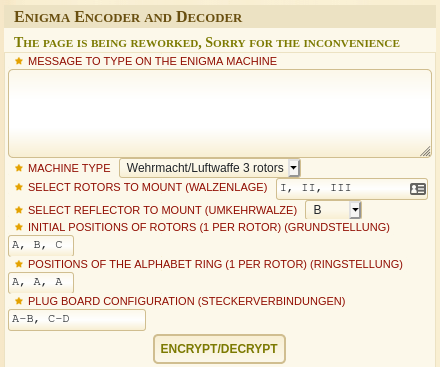 Enigma Encoder and Decoder
The page is being reworked, Sorry for the inconvenience
★ MESSAGE TO TYPE ON THE ENIGMA MACHINE
★ MACHINE TYPE Wehrmacht/Luftwaffe 3 rotors
★ SELECT ROTORS TO MOUNT (WALZENLAGE) I, II, III
★ SELECT REFLECTOR TO MOUNT (UMKEHRWALZE) B
★ INITIAL POSITIONS OF ROTORS (1 PER ROTOR) (GRUNDSTELLUNG)
A, B, C
★ POSITIONS OF THE ALPHABET RING (1 PER ROTOR) (RINGSTELLUNG)
A, A, A
★ PLUG BOARD CONFIGURATION (STECKERVERBINDUNGEN)
A-B, C-D
ENCRYPT/DECRYPT